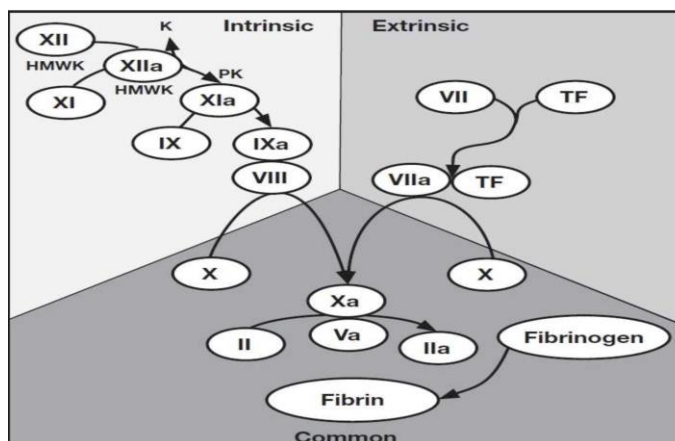 K
Intrinsic
Extrinsic
XII
HMWK
XIIa
PK
XI
HMWK
XIa
VII
TF
IX
IXa
VIII
VIIa
TF
X
X
Xa
II
Va
IIa
Fibrinogen
Fibrin
Common